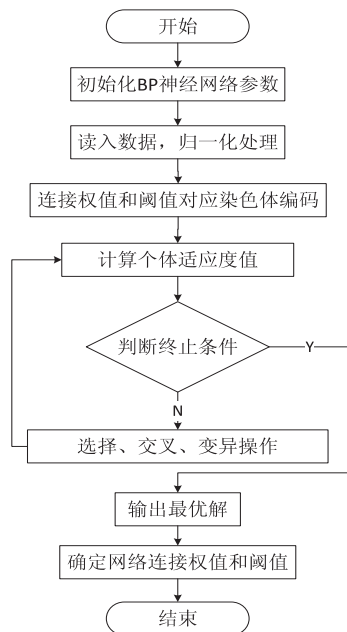 开始
初始化BP神经网络参数
读入数据，归一化处理
连接权值和阈值对应染色体编码
计算个体适应度值
判断终止条件
Y
N
选择、交叉、变异操作
输出最优解
确定网络连接权值和阈值
结束